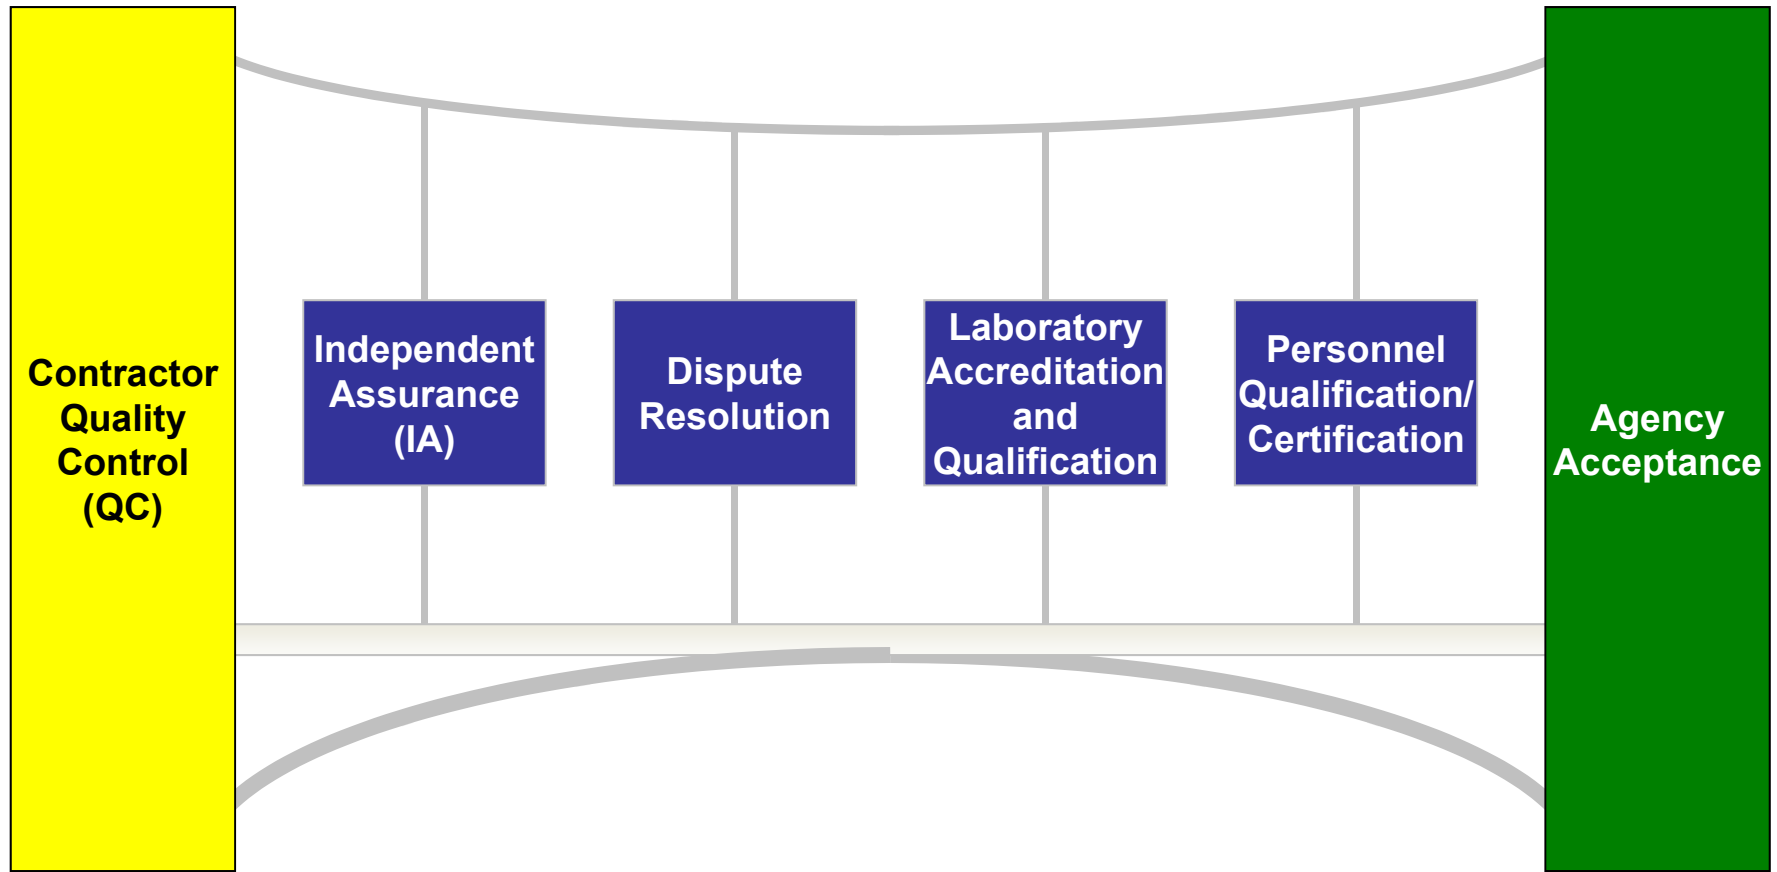 Contractor
Quality
Control
(QC)
Independent
Assurance
(IA)
Dispute
Resolution
Laboratory
Accreditation
and
Qualification
Personnel
Qualification/
Certification
Agency
Acceptance